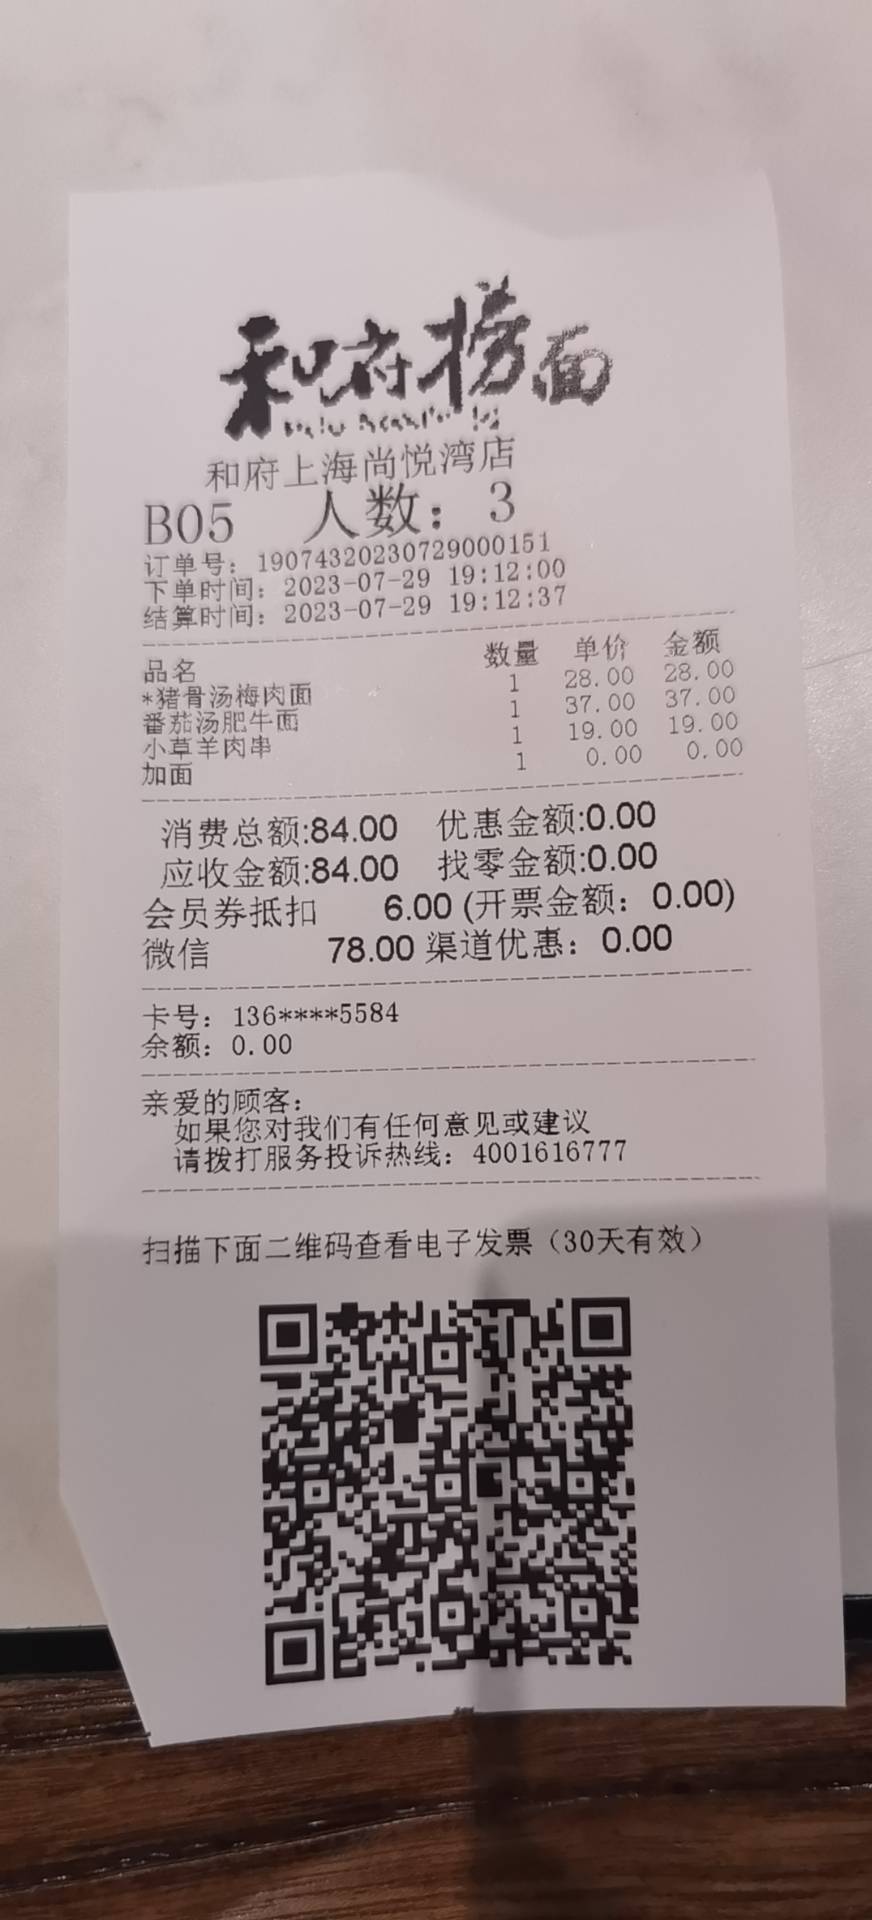 和府捞面
和府上海尚悦湾店
B05 人数：3
订单号：19074320230729000151
下单时间：2023-07-29 19:12:00
结算时间：2023-07-29 19:12:37
品名 数量 单价 金额
*猪骨汤梅肉面 1 28.00 28.00
番茄汤肥牛面 1 37.00 37.00
小草羊肉串 1 19.00 19.00
加面 1 0.00 0.00
消费总额:84.00 优惠金额:0.00
应收金额:84.00 找零金额:0.00
会员券抵扣 6.00 (开票金额：0.00)
微信 78.00 渠道优惠：0.00
卡号：136****5584
余额：0.00
亲爱的顾客：
如果您对我们有任何意见或建议
请拨打服务投诉热线：4001616777
扫描下面二维码查看电子发票（30天有效）